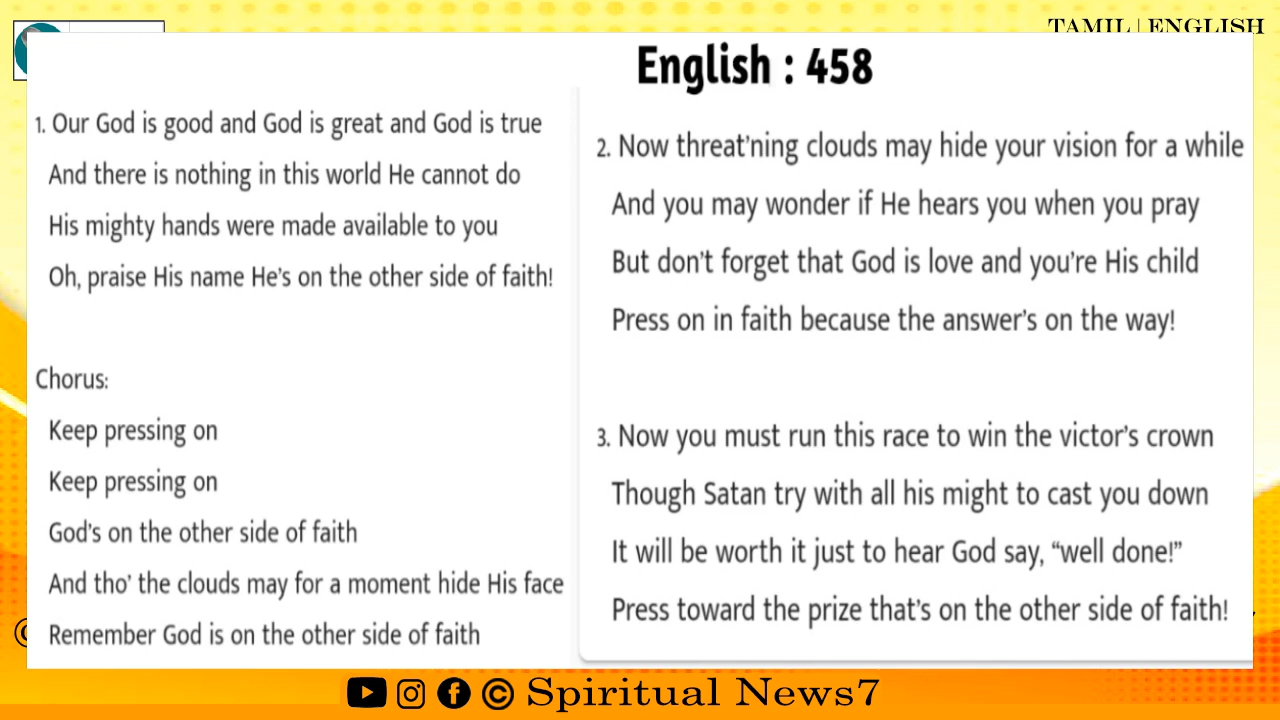 TAMIL | ENGLISH
English : 458
1. Our God is good and God is great and God is true
And there is nothing in this world He cannot do
His mighty hands were made available to you
Oh, praise His name He's on the other side of faith!
Chorus:
Keep pressing on
Keep pressing on
God's on the other side of faith
And tho' the clouds may for a moment hide His face
Remember God is on the other side of faith
2. Now threat'ning clouds may hide your vision for a while
And you may wonder if He hears you when you pray
But don't forget that God is love and you're His child
Press on in faith because the answer's on the way!
3. Now you must run this race to win the victor's crown
Though Satan try with all his might to cast you down
It will be worth it just to hear God say, “well done!”
Press toward the prize that's on the other side of faith!
© Spiritual News7